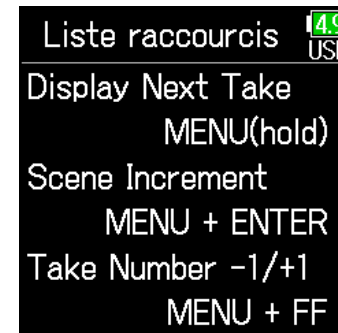 Liste raccourcis
Display Next Take
MENU(hold)
Scene Increment
MENU + ENTER
Take Number -1/+1
MENU + FF